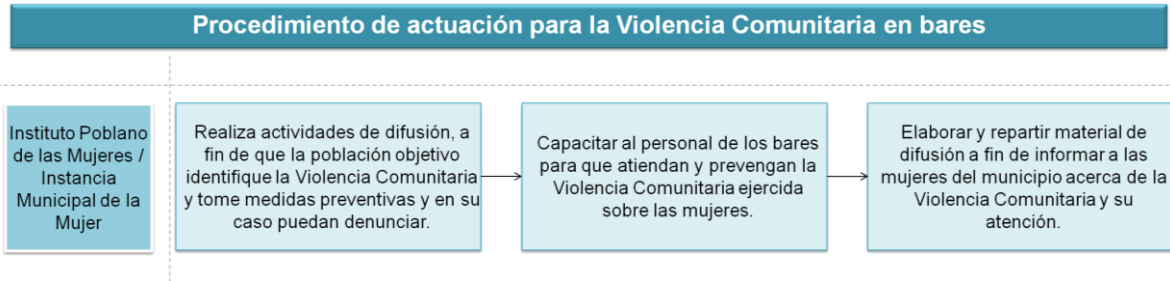 Procedimiento de actuación para la Violencia Comunitaria en bares
Instituto Poblano
de las Mujeres /
Instancia
Municipal de la
Mujer
Realiza actividades de difusión, a
fin de que la población objetivo
identifique la Violencia Comunitaria
y tome medidas preventivas y en su
caso puedan denunciar.
Capacitar al personal de los bares
para que atiendan y prevengan la
Violencia Comunitaria ejercida
sobre las mujeres.
Elaborar y repartir material de
difusión a fin de informar a las
mujeres del municipio acerca de la
Violencia Comunitaria y su
atención.